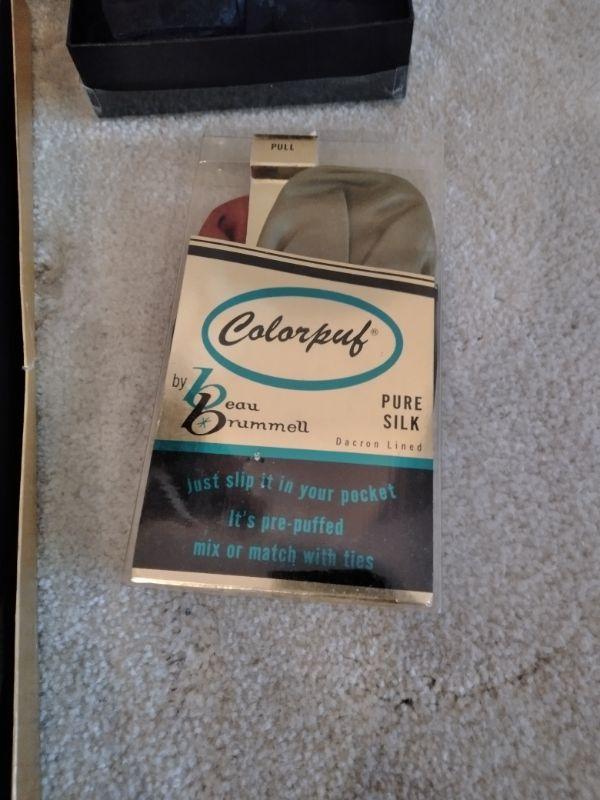 PULL
Colorpuf®
by beau
brummell
PURE
SILK
Dacron Lined
Just slip it in your pocket
It's pre-puffed
mix or match with ties